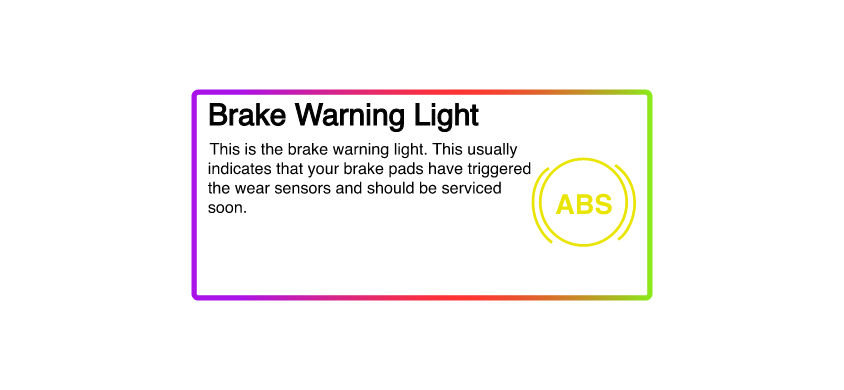 Brake Warning Light
This is the brake warning light. This usually
indicates that your brake pads have triggered
the wear sensors and should be serviced
soon.
ABS